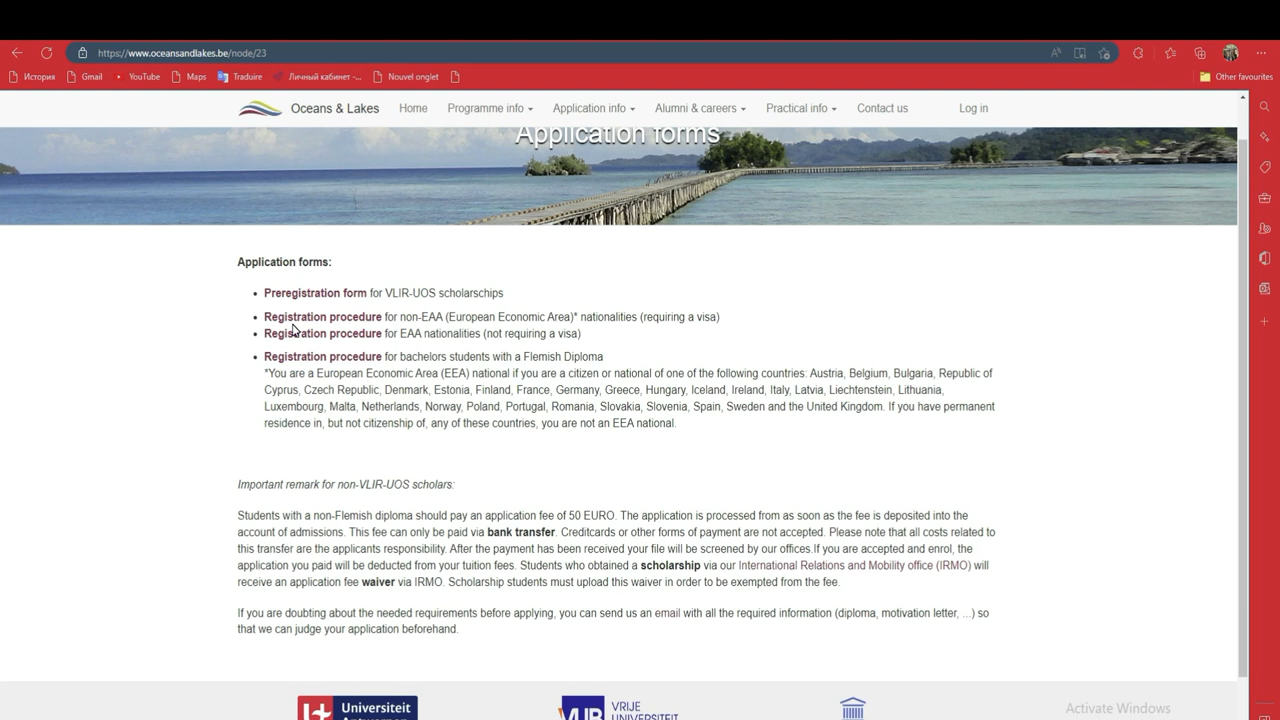 https://www.oceansandlakes.be/node/23
История Gmail YouTube Maps Traduire Личный кабинет -... Nouvel onglet Other favourites
Oceans & Lakes Home Programme info Application info Alumni & careers Practical info Contact us Log in
Application forms
Application forms:
• Preregistration form for VLIR-UOS scholarschips
• Registration procedure for non-EAA (European Economic Area)* nationalities (requiring a visa)
• Registration procedure for EAA nationalities (not requiring a visa)
• Registration procedure for bachelors students with a Flemish Diploma
*You are a European Economic Area (EEA) national if you are a citizen or national of one of the following countries: Austria, Belgium, Bulgaria, Republic of
Cyprus, Czech Republic, Denmark, Estonia, Finland, France, Germany, Greece, Hungary, Iceland, Ireland, Italy, Latvia, Liechtenstein, Lithuania,
Luxembourg, Malta, Netherlands, Norway, Poland, Portugal, Romania, Slovakia, Slovenia, Spain, Sweden and the United Kingdom. If you have permanent
residence in, but not citizenship of, any of these countries, you are not an EEA national.
Important remark for non-VLIR-UOS scholars:
Students with a non-Flemish diploma should pay an application fee of 50 EURO. The application is processed from as soon as the fee is deposited into the
account of admissions. This fee can only be paid via bank transfer. Creditcards or other forms of payment are not accepted. Please note that all costs related to
this transfer are the applicants responsibility. After the payment has been received your file will be screened by our offices.If you are accepted and enrol, the
application you paid will be deducted from your tuition fees. Students who obtained a scholarship via our International Relations and Mobility office (IRMO) will
receive an application fee waiver via IRMO. Scholarship students must upload this waiver in order to be exempted from the fee.
If you are doubting about the needed requirements before applying, you can send us an email with all the required information (diploma, motivation letter, ...) so
that we can judge your application beforehand.
Universiteit
Antwerpen
VUB VRIJE
UNIVERSITEIT
Activate Windows